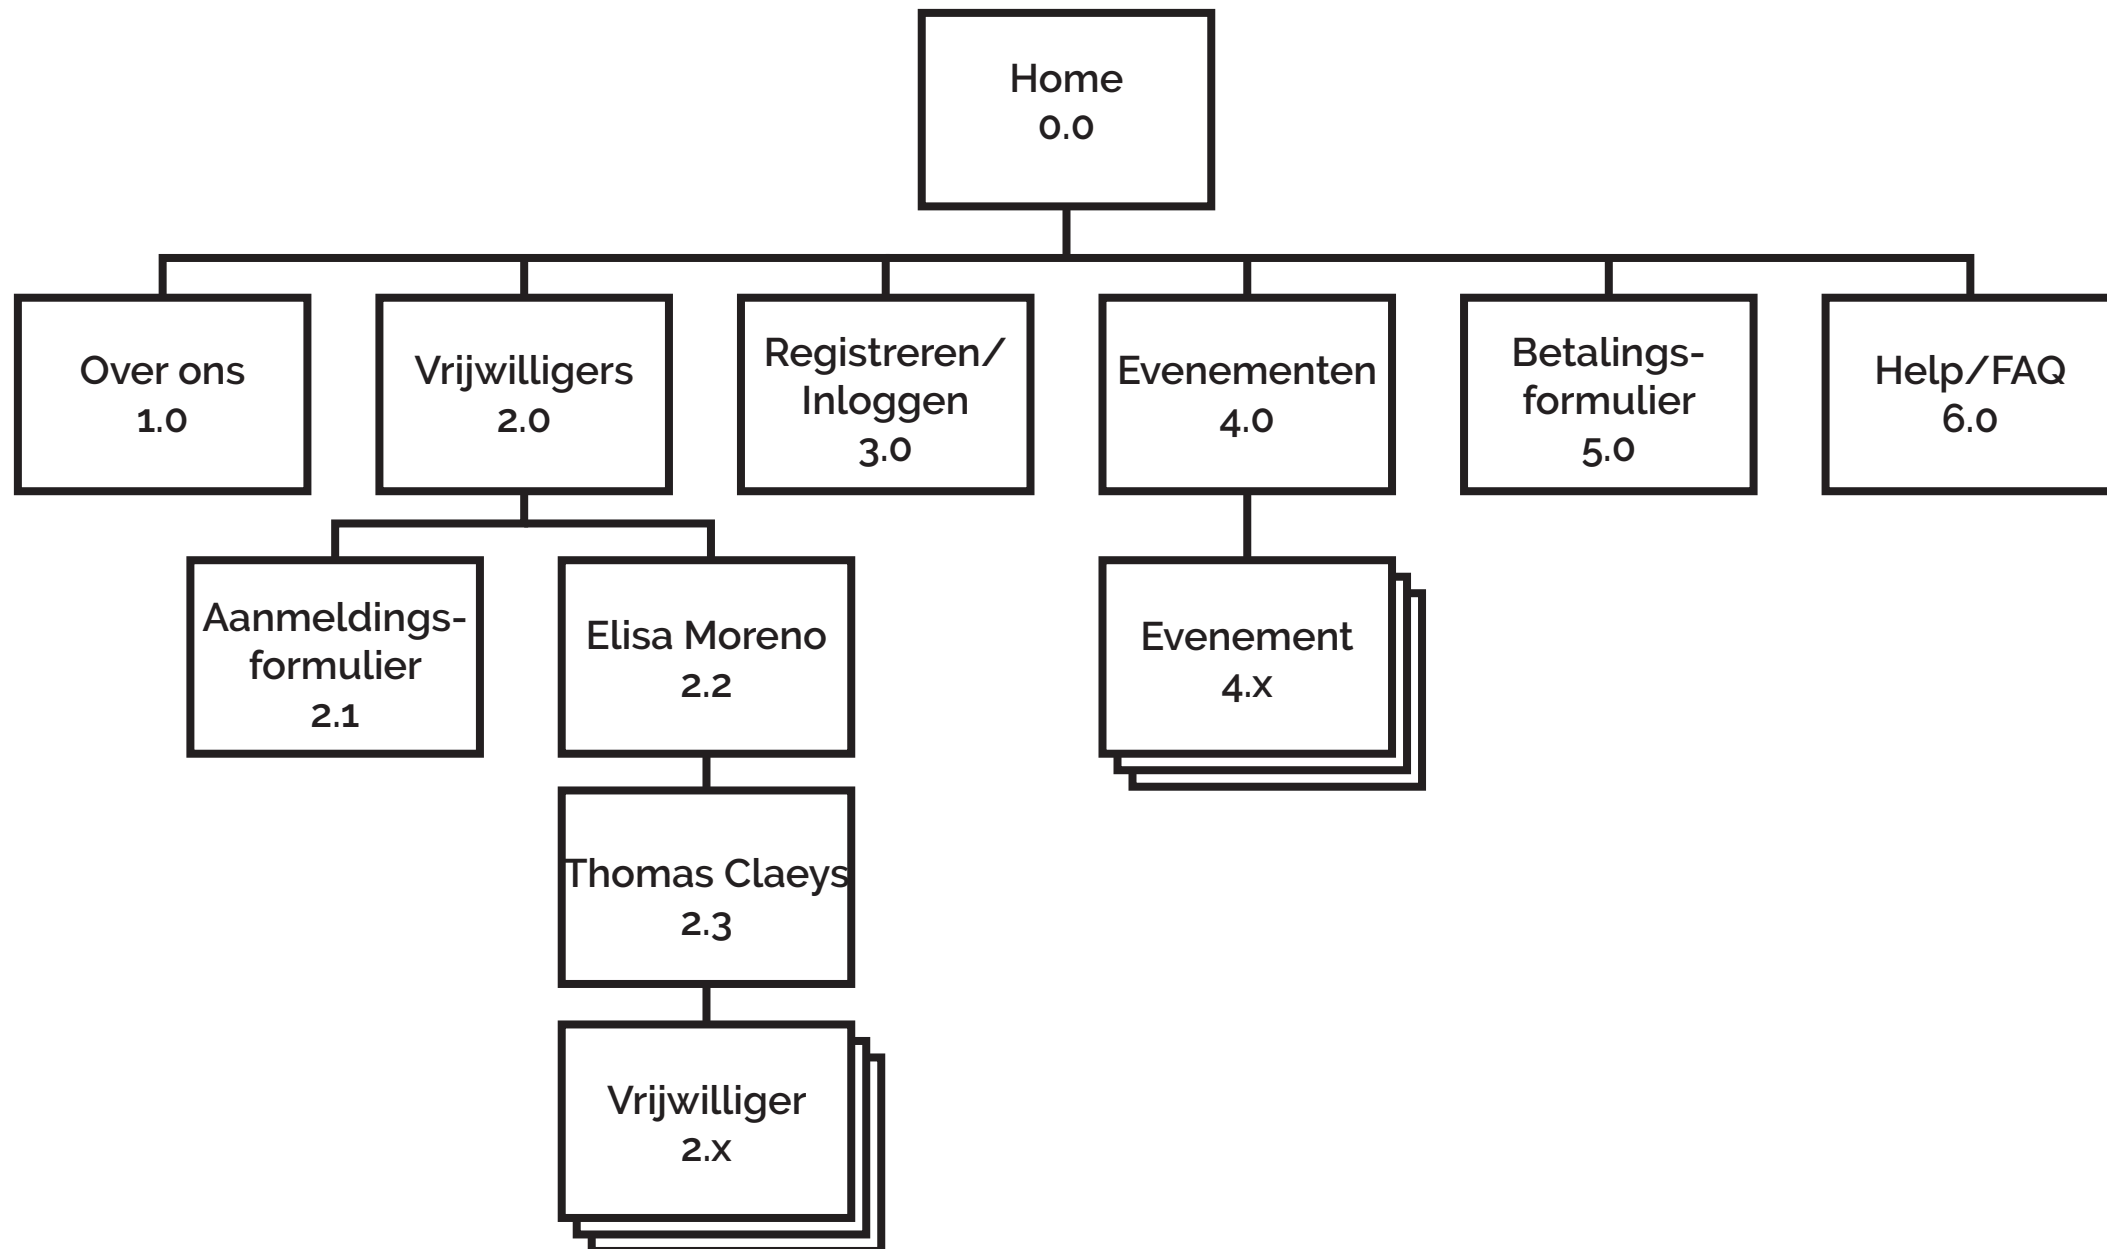 Home
0.0
Over ons
1.0
Vrijwilligers
2.0
Registreren/
Inloggen
3.0
Evenementen
4.0
Betalings-
formulier
5.0
Help/FAQ
6.0
Aanmeldings-
formulier
2.1
Elisa Moreno
2.2
Evenement
4.x
Thomas Claeys
2.3
Vrijwilliger
2.x